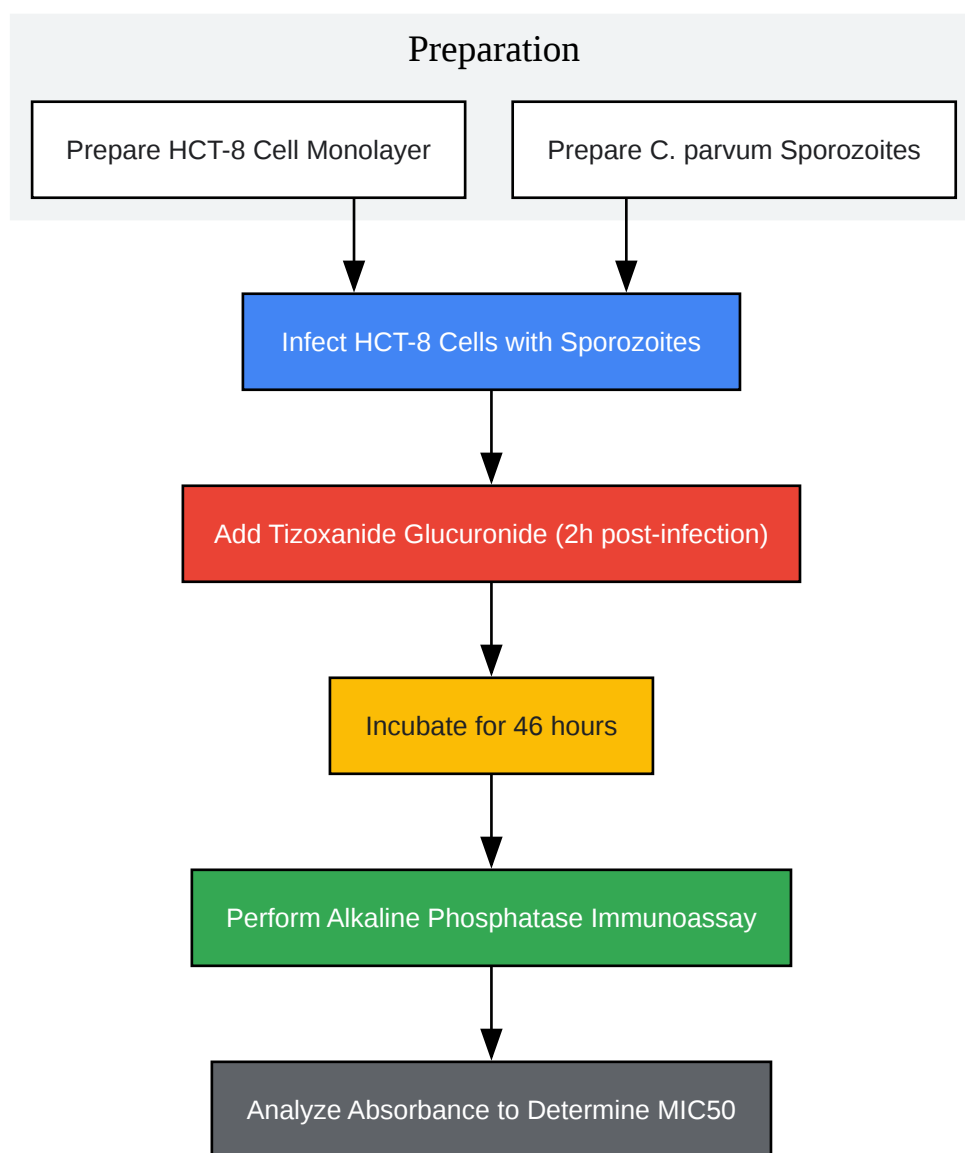 Preparation
Prepare HCT-8 Cell Monolayer
Prepare C. parvum Sporozoites
Infect HCT-8 Cells with Sporozoites
Add Tizoxanide Glucuronide (2h post-infection)
Incubate for 46 hours
Perform Alkaline Phosphatase Immunoassay
Analyze Absorbance to Determine MIC50